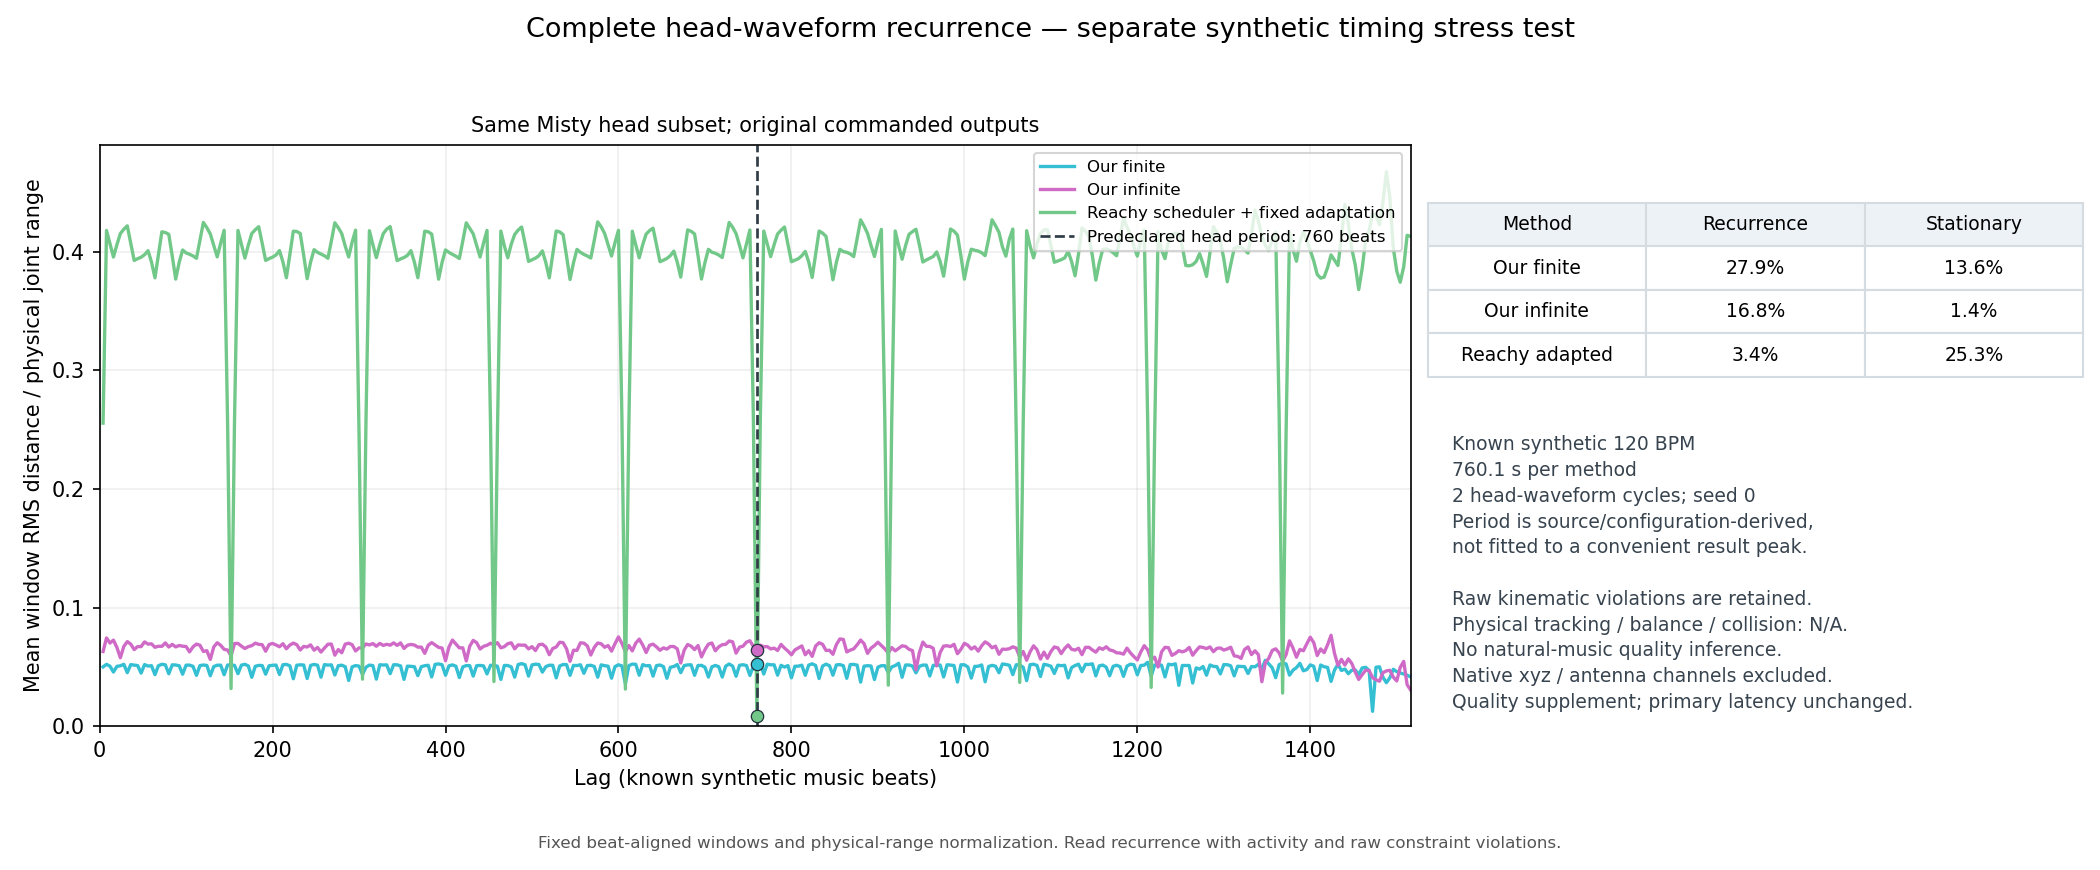 Complete head-waveform recurrence — separate synthetic timing stress test
Same Misty head subset; original commanded outputs
Mean window RMS distance / physical joint range
0.4
0.3
0.2
0.1
0.0
0 200 400 600 800 1000 1200 1400
Lag (known synthetic music beats)
Our finite
Our infinite
Reachy scheduler + fixed adaptation
Predeclared head period: 760 beats
Method Recurrence Stationary
Our finite 27.9% 13.6%
Our infinite 16.8% 1.4%
Reachy adapted 3.4% 25.3%
Known synthetic 120 BPM
760.1 s per method
2 head-waveform cycles; seed 0
Period is source/configuration-derived,
not fitted to a convenient result peak.
Raw kinematic violations are retained.
Physical tracking / balance / collision: N/A.
No natural-music quality inference.
Native xyz / antenna channels excluded.
Quality supplement; primary latency unchanged.
Fixed beat-aligned windows and physical-range normalization. Read recurrence with activity and raw constraint violations.